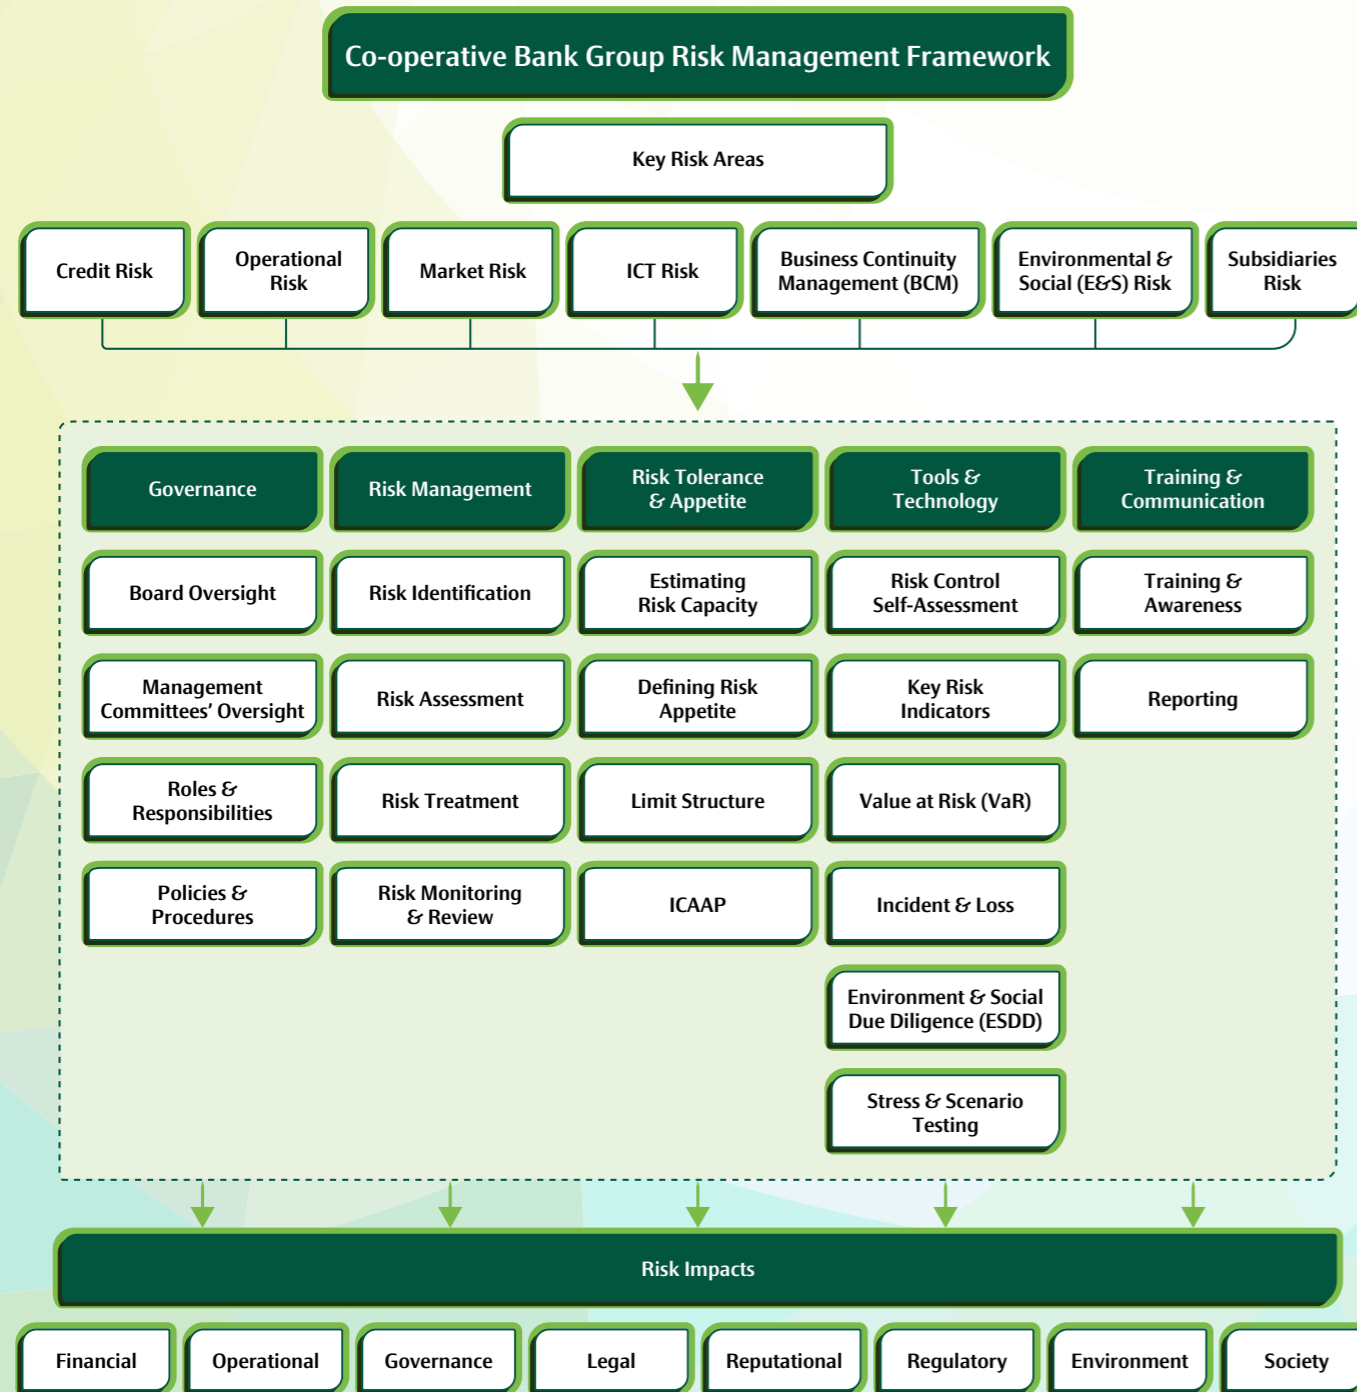 Co-operative Bank Group Risk Management Framework
Key Risk Areas
Credit Risk
Operational
Risk
Market Risk
ICT Risk
Business Continuity
Management (BCM)
Environmental &
Social (E&S) Risk
Subsidiaries
Risk
Governance
Risk Management
Risk Tolerance
& Appetite
Tools &
Technology
Training &
Communication
Board Oversight
Risk Identification
Estimating
Risk Capacity
Risk Control
Self-Assessment
Training &
Awareness
Management
Committees’ Oversight
Risk Assessment
Defining Risk
Appetite
Key Risk
Indicators
Reporting
Roles &
Responsibilities
Risk Treatment
Limit Structure
Value at Risk (VaR)
Policies &
Procedures
Risk Monitoring
& Review
ICAAP
Incident & Loss
Environment & Social
Due Diligence (ESDD)
Stress & Scenario
Testing
Risk Impacts
Financial
Operational
Governance
Legal
Reputational
Regulatory
Environment
Society